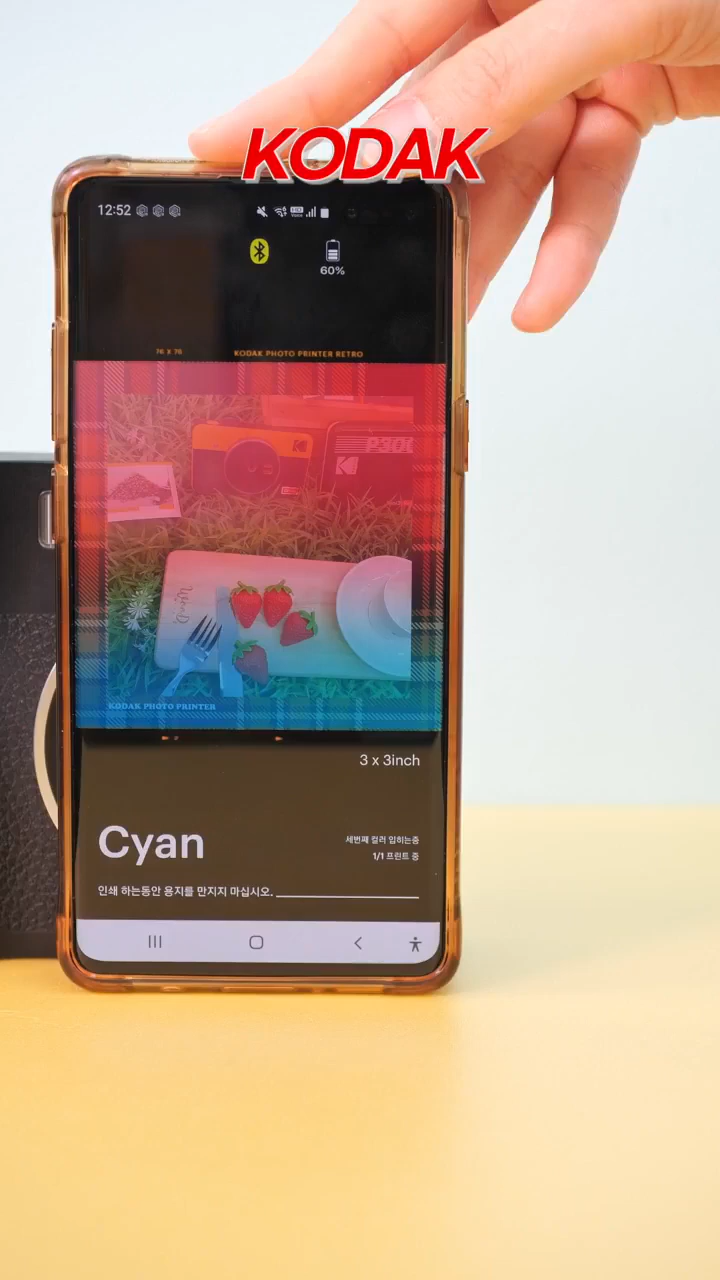 KODAK
12:52
60%
76 X 76 KODAK PHOTO PRINTER RETRO
P300
KODAK PHOTO PRINTER
3 x 3inch
Cyan
세번째 컬러 입히는중
1/1 프린트 중
인쇄 하는동안 용지를 만지지 마십시오.